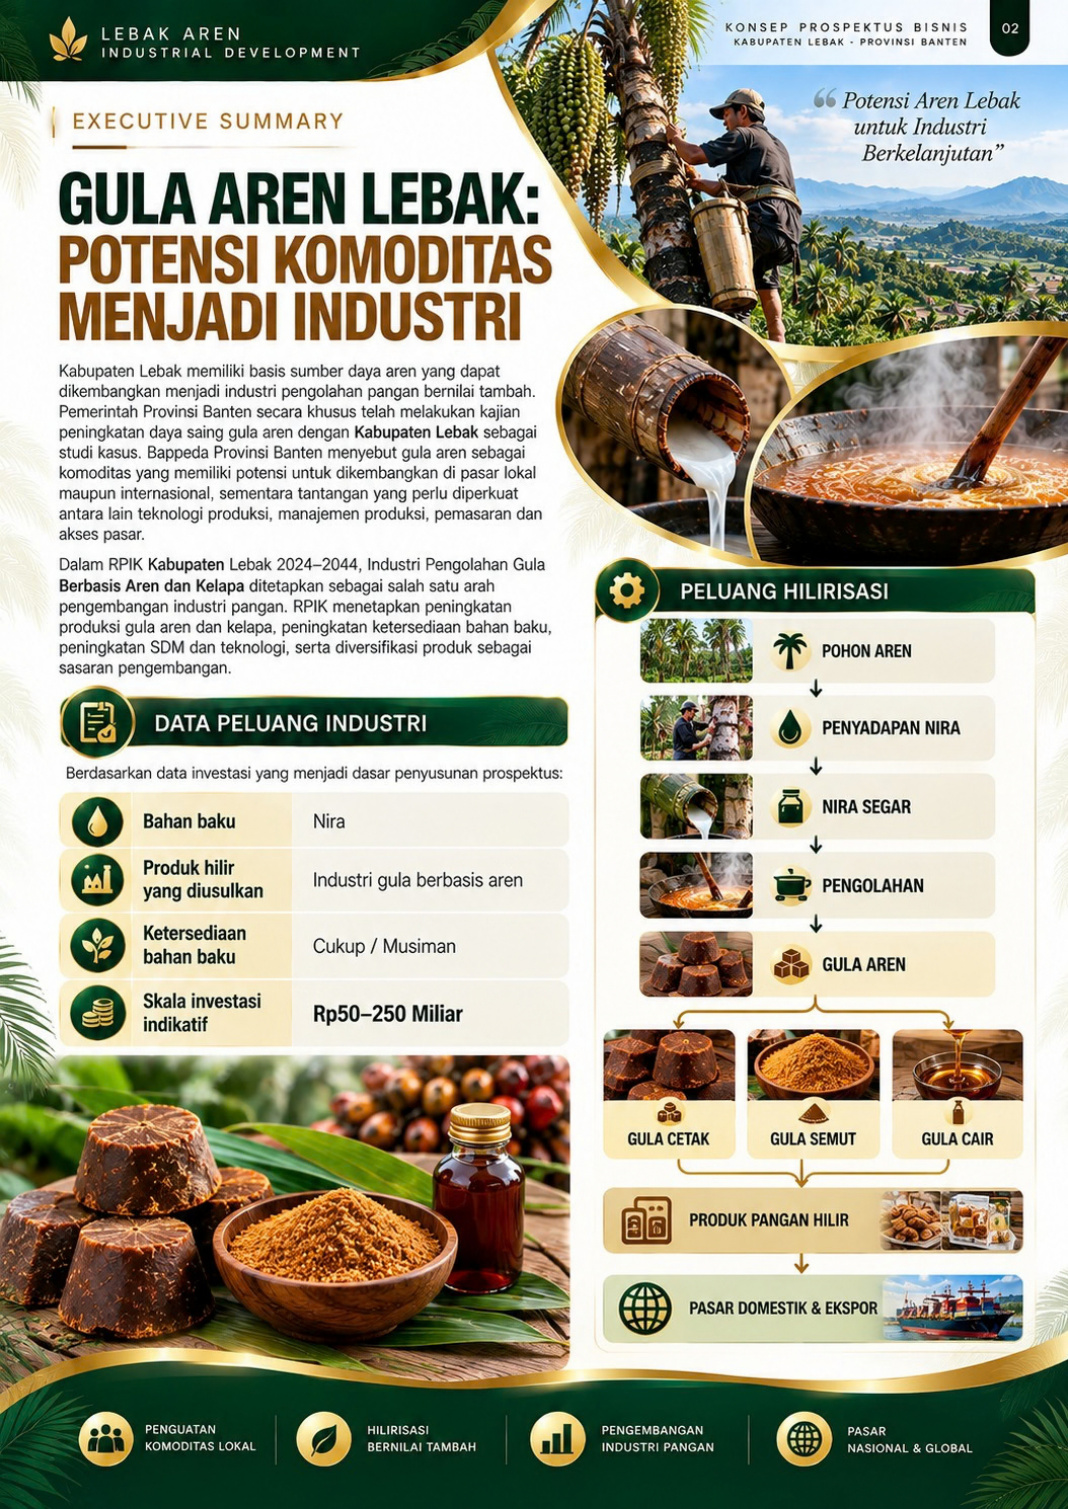 LEBAK AREN
INDUSTRIAL DEVELOPMENT
KONSEP PROSPEKTUS BISNIS
KABUPATEN LEBAK - PROVINSI BANTEN
02
“ Potensi Aren Lebak
untuk Industri
Berkelanjutan”
EXECUTIVE SUMMARY
GULA AREN LEBAK:
POTENSI KOMODITAS
MENJADI INDUSTRI
Kabupaten Lebak memiliki basis sumber daya aren yang dapat
dikembangkan menjadi industri pengolahan pangan bernilai tambah.
Pemerintah Provinsi Banten secara khusus telah melakukan kajian
peningkatan daya saing gula aren dengan Kabupaten Lebak sebagai
studi kasus. Bappeda Provinsi Banten menyebut gula aren sebagai
komoditas yang memiliki potensi untuk dikembangkan di pasar lokal
maupun internasional, sementara tantangan yang perlu diperkuat
antara lain teknologi produksi, manajemen produksi, pemasaran dan
akses pasar.
Dalam RPIK Kabupaten Lebak 2024–2044, Industri Pengolahan Gula
Berbasis Aren dan Kelapa ditetapkan sebagai salah satu arah
pengembangan industri pangan. RPIK menetapkan peningkatan
produksi gula aren dan kelapa, peningkatan ketersediaan bahan baku,
peningkatan SDM dan teknologi, serta diversifikasi produk sebagai
sasaran pengembangan.
DATA PELUANG INDUSTRI
Berdasarkan data investasi yang menjadi dasar penyusunan prospektus:
Bahan baku
Nira
Produk hilir
yang diusulkan
Industri gula berbasis aren
Ketersediaan
bahan baku
Cukup / Musiman
Skala investasi
indikatif
Rp50–250 Miliar
PELUANG HILIRISASI
POHON AREN
PENYADAPAN NIRA
NIRA SEGAR
PENGOLAHAN
GULA AREN
GULA CETAK
GULA SEMUT
GULA CAIR
PRODUK PANGAN HILIR
PASAR DOMESTIK & EKSPOR
PENGUATAN
KOMODITAS LOKAL
HILIRISASI
BERNILAI TAMBAH
PENGEMBANGAN
INDUSTRI PANGAN
PASAR
NASIONAL & GLOBAL